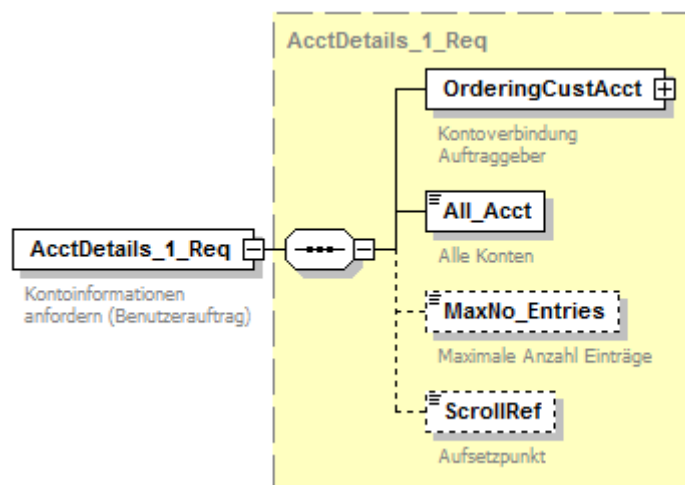 AcctDetails_1_Req
OrderingCustAcct
Kontoverbindung
Auftraggeber
All_Acct
Alle Konten
AcctDetails_1_Req
Kontoinformationen
anfordern (Benutzerauftrag)
MaxNo_Entries
Maximale Anzahl Einträge
ScrollRef
Aufsetzpunkt